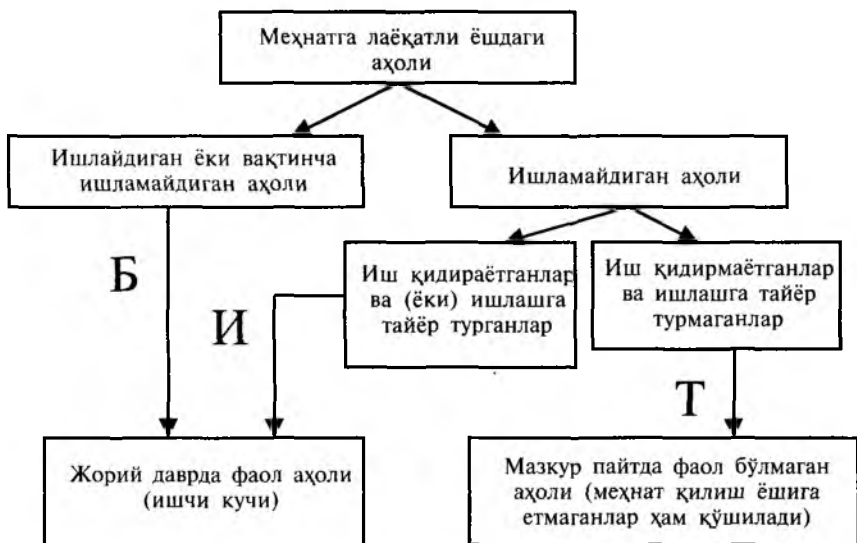 Меҳнатга лаёқатли ёшдаги
аҳоли
Ишлайдиган ёки вақтинча
ишламайдиган аҳоли
Ишламайдиган аҳоли
Б
И
Иш қидираётганлар
ва (ёки) ишлашга
тайёр турганлар
Иш қидирмаётганлар
ва ишлашга тайёр
турмаганлар
Т
Жорий даврда фаол аҳоли
(ишчи кучи)
Мазкур пайтда фаол бўлмаган
аҳоли (меҳнат қилиш ёшига
етмаганлар ҳам қўшилади)